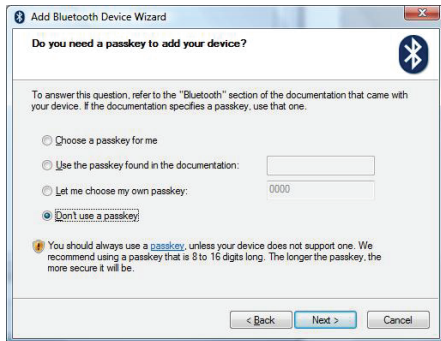 Add Bluetooth Device Wizard
Do you need a passkey to add your device?
To answer this question, refer to the "Bluetooth" section of the documentation that came with
your device. If the documentation specifies a passkey, use that one.
Choose a passkey for me
Use the passkey found in the documentation:
Let me choose my own passkey: 0000
Don't use a passkey
You should always use a passkey, unless your device does not support one. We
recommend using a passkey that is 8 to 16 digits long. The longer the passkey, the
more secure it will be.
< Back Next > Cancel